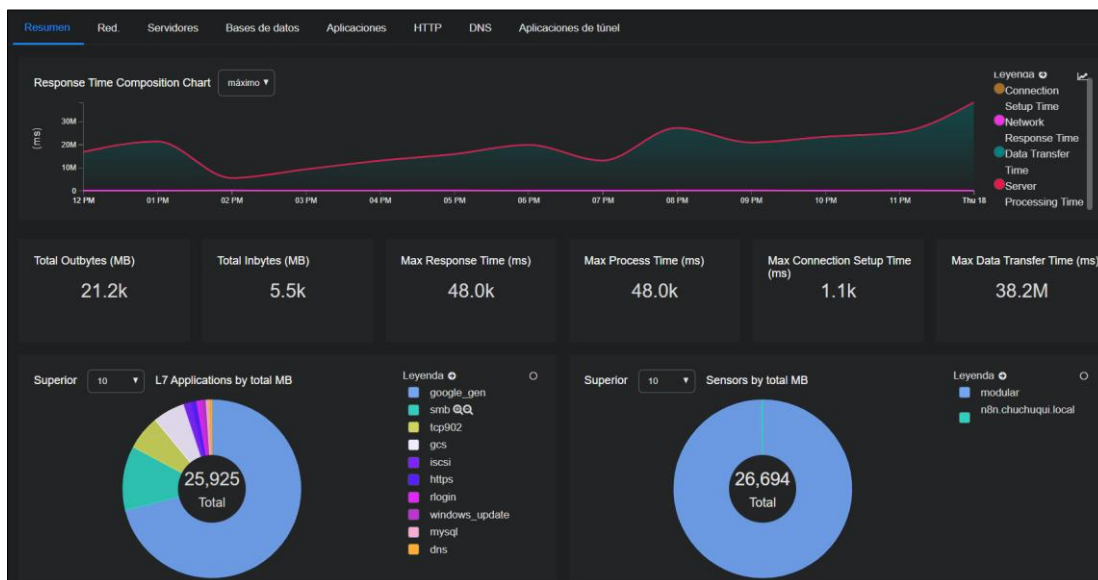 Resumen Red. Servidores Bases de datos Aplicaciones HTTP DNS Aplicaciones de túnel
Response Time Composition Chart máximo
(ms)
30M
20M
10M
0
12 PM 01 PM 02 PM 03 PM 04 PM 05 PM 06 PM 07 PM 08 PM 09 PM 10 PM 11 PM Thu 18
Leyenda
Connection
Setup Time
Network
Response Time
Data Transfer
Time
Server
Processing Time
Total Outbytes (MB)
21.2k
Total Inbytes (MB)
5.5k
Max Response Time (ms)
48.0k
Max Process Time (ms)
48.0k
Max Connection Setup Time
(ms)
1.1k
Max Data Transfer Time (ms)
38.2M
Superior 10 L7 Applications by total MB
25,925
Total
Leyenda
google_gen
smb
tcp902
gcs
iscsi
https
rlogin
windows_update
mysql
dns
Superior 10 Sensors by total MB
26,694
Total
Leyenda
modular
n8n.chuchuqui.local